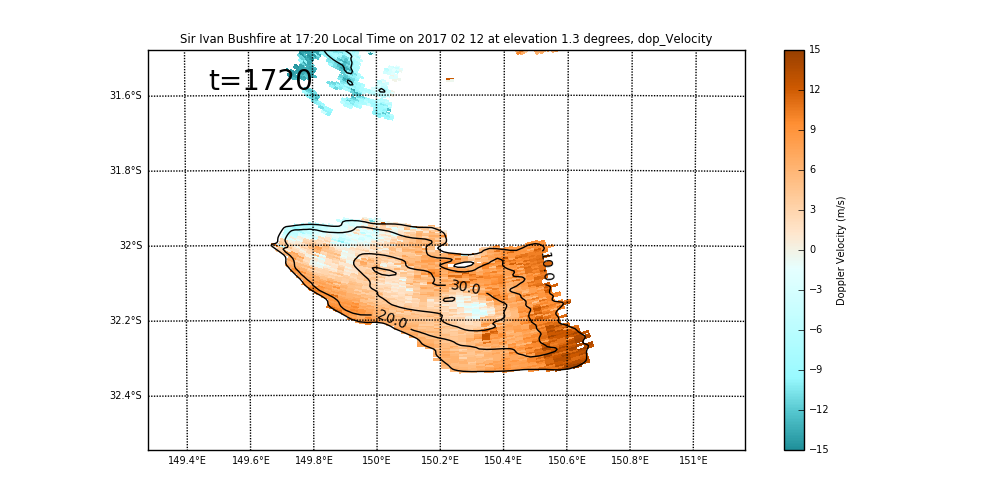 Sir Ivan Bushfire at 17:20 Local Time on 2017 02 12 at elevation 1.3 degrees, dop_Velocity
t=1720
31.6°S
31.8°S
32°S
32.2°S
32.4°S
10.0
30.0
20.0
149.4°E 149.6°E 149.8°E 150°E 150.2°E 150.4°E 150.6°E 150.8°E 151°E
15
12
9
6
3
0
−3
−6
−9
−12
−15
Doppler Velocity (m/s)